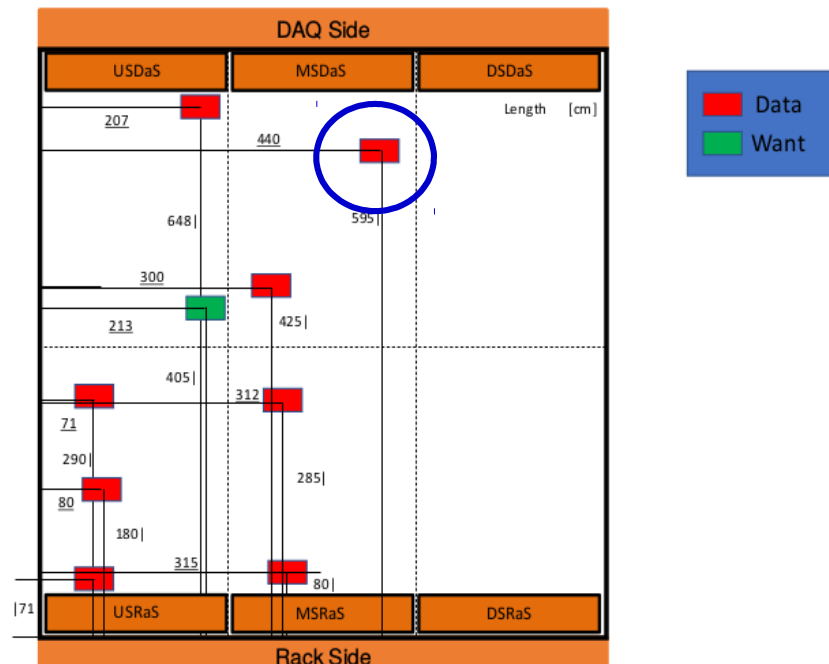 DAQ Side
USDaS
MSDaS
DSDaS
Length [cm]
Data
Want
207
440
648|
595|
300
425|
213
405|
312
71
290|
285|
80
180|
315
80|
|71
USRaS
MSRaS
DSRaS
Rack Side